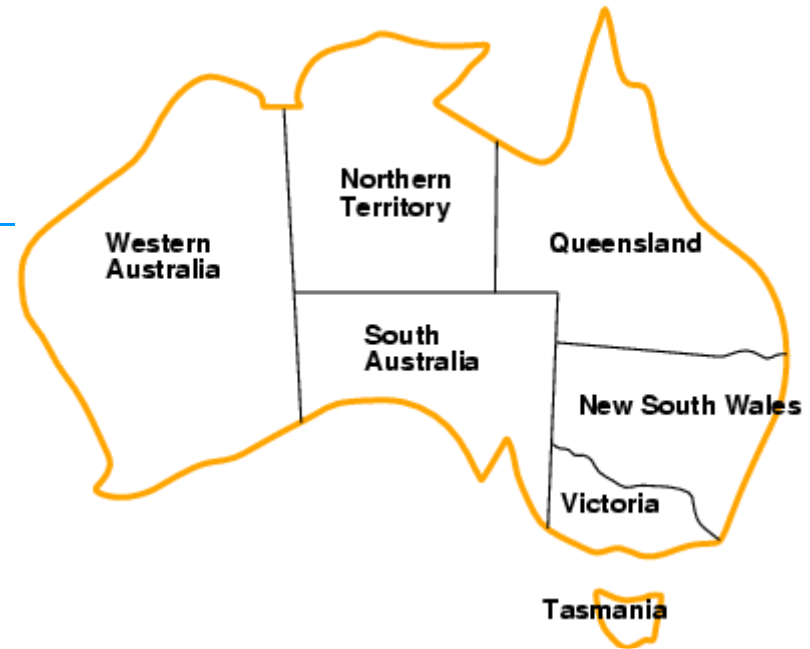 Northern
Territory
Western
Australia
Queensland
South
Australia
New South Wales
Victoria
Tasmania